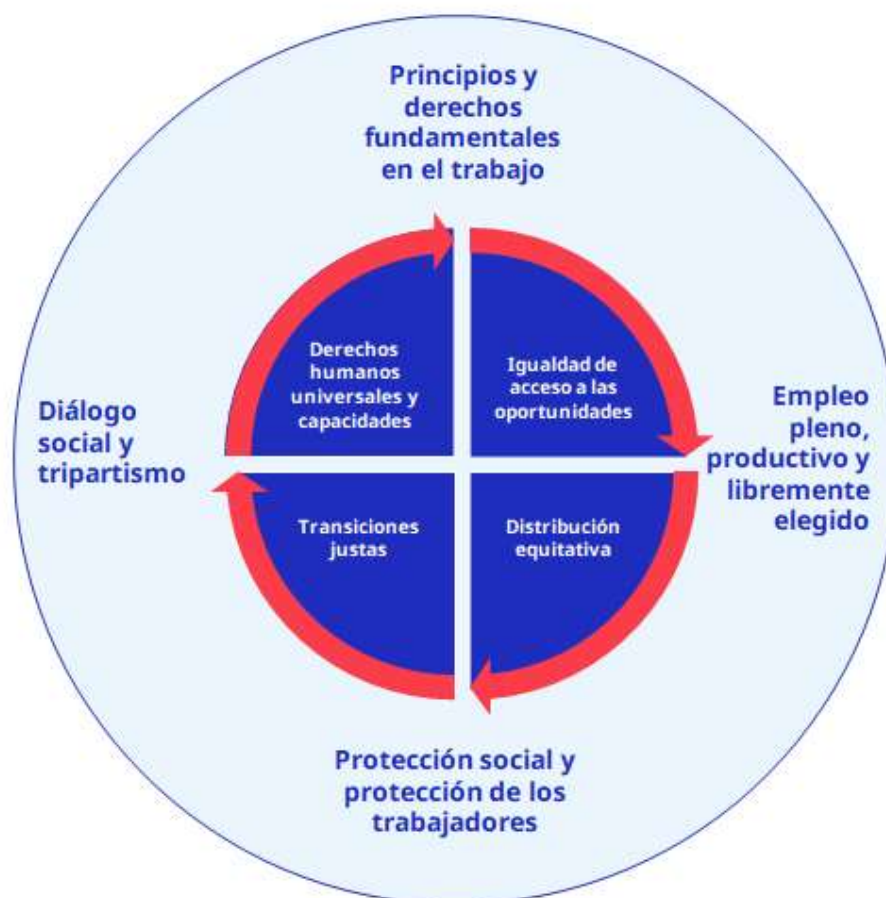 Principios y
derechos
fundamentales
en el trabajo
Derechos
humanos
universales y
capacidades
Igualdad de
acceso a las
oportunidades
Diálogo
social y
tripartismo
Empleo
pleno,
productivo y
libremente
elegido
Transiciones
justas
Distribución
equitativa
Protección social y
protección de los
trabajadores